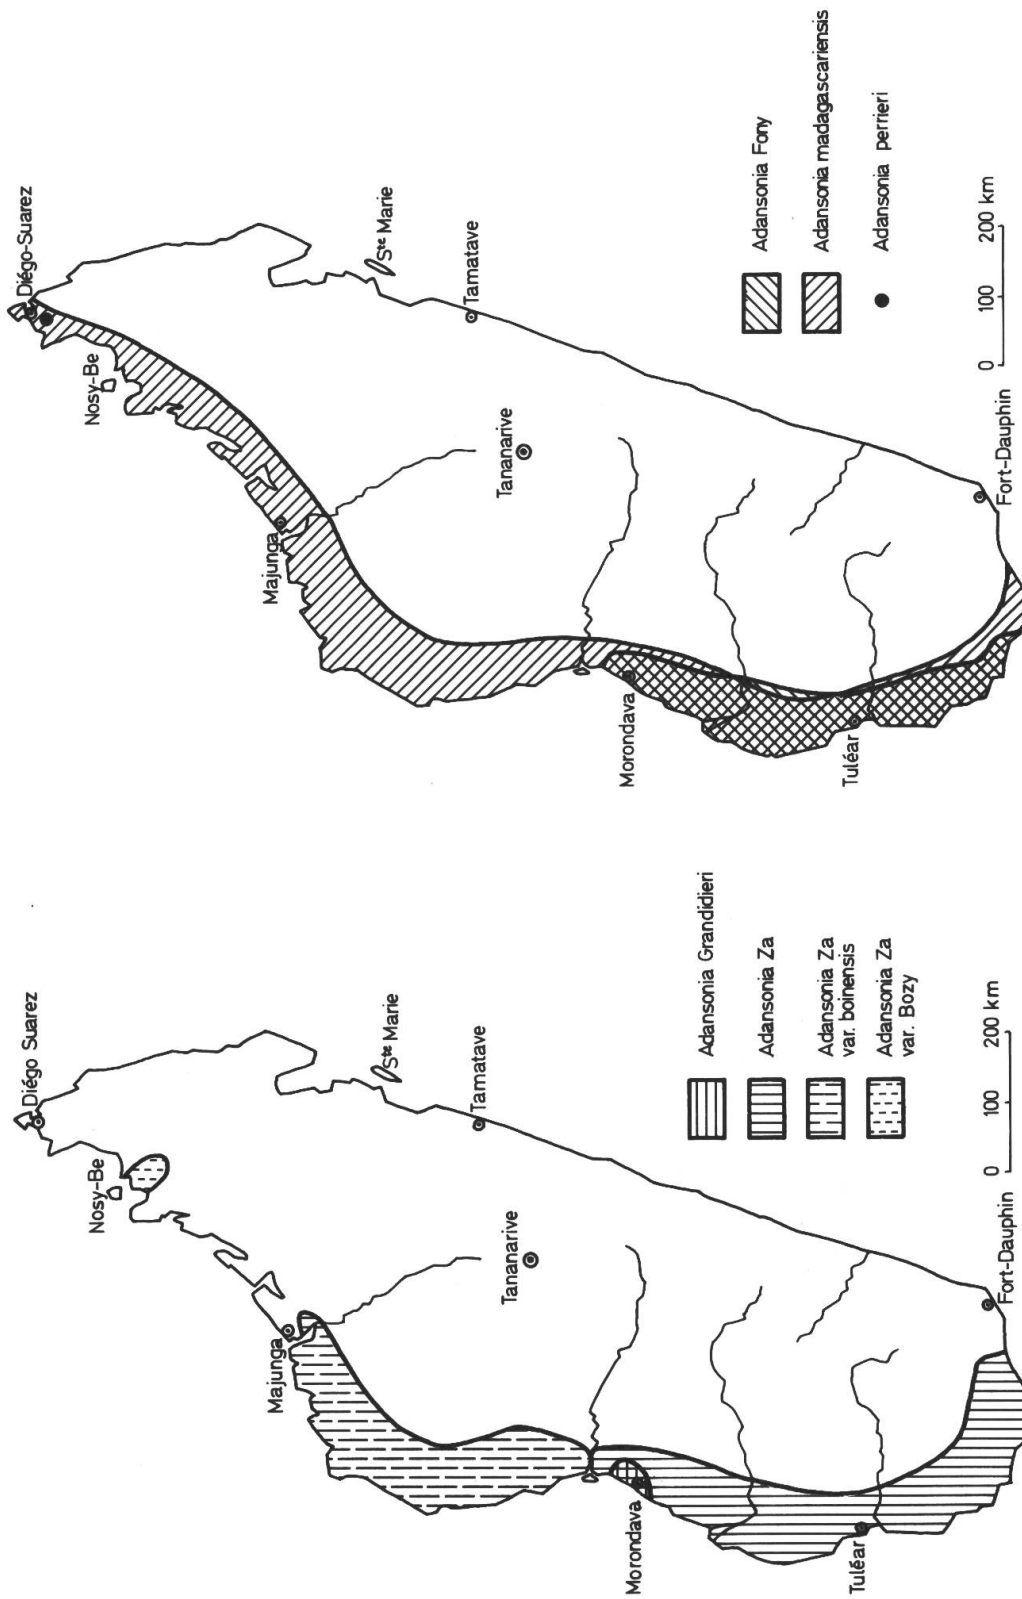 Diégo Suarez
Nosy-Be
Majunga
Sᵗᵉ Marie
Tamatave
Tananarive
Morondava
Tuléar
Fort-Dauphin
Adansonia Grandidieri
Adansonia Za
Adansonia Za
var. boinensis
Adansonia Za
var. Bozy
0 100 200 km
Diégo-Suarez
Nosy-Be
Majunga
Sᵗᵉ Marie
Tamatave
Tananarive
Morondava
Tuléar
Fort-Dauphin
Adansonia Fony
Adansonia madagascariensis
Adansonia perrieri
0 100 200 km